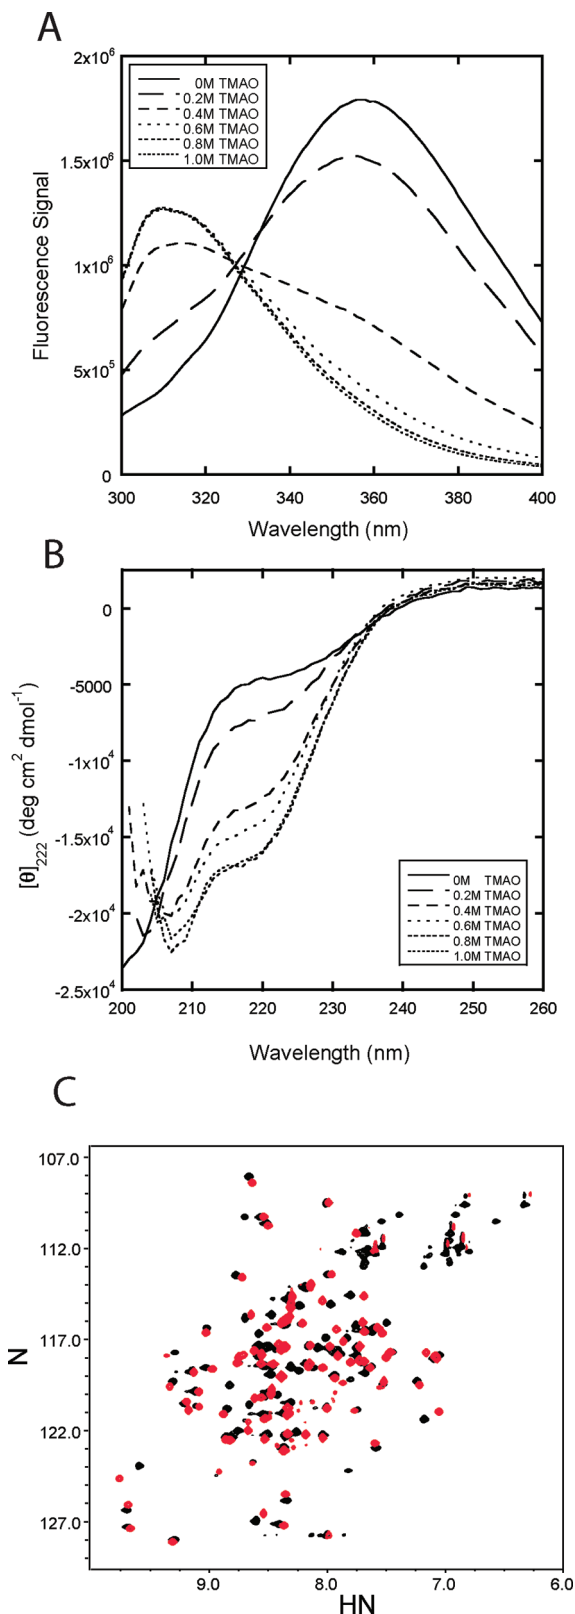 A
2x10⁶
1.5x10⁶
1x10⁶
5x10⁵
0
Fluorescence Signal
0M TMAO
0.2M TMAO
0.4M TMAO
0.6M TMAO
0.8M TMAO
1.0M TMAO
300 320 340 360 380 400
Wavelength (nm)
B
0
-5000
-1x10⁴
-1.5x10⁴
-2x10⁴
-2.5x10⁴
[θ]₂₂₂ (deg cm² dmol⁻¹)
0M TMAO
0.2M TMAO
0.4M TMAO
0.6M TMAO
0.8M TMAO
1.0M TMAO
200 210 220 230 240 250 260
Wavelength (nm)
C
107.0
112.0
117.0
122.0
127.0
N
9.0 8.0 7.0 6.0
HN